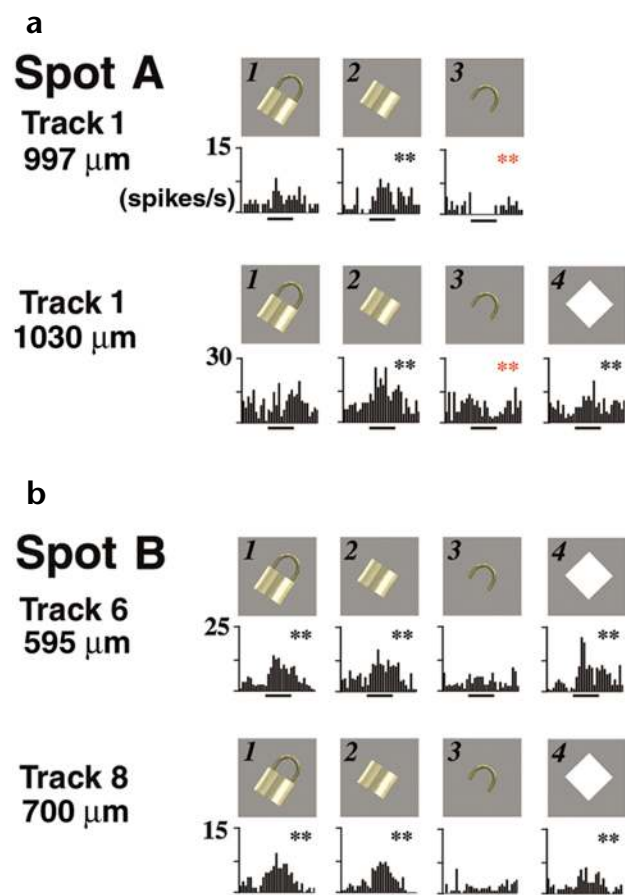 a
Spot A
Track 1
997 μm
1 2 3
15
(spikes/s)
** **
Track 1
1030 μm
1 2 3 4
30
** ** **
b
Spot B
Track 6
595 μm
1 2 3 4
25
** ** **
Track 8
700 μm
1 2 3 4
15
** ** **